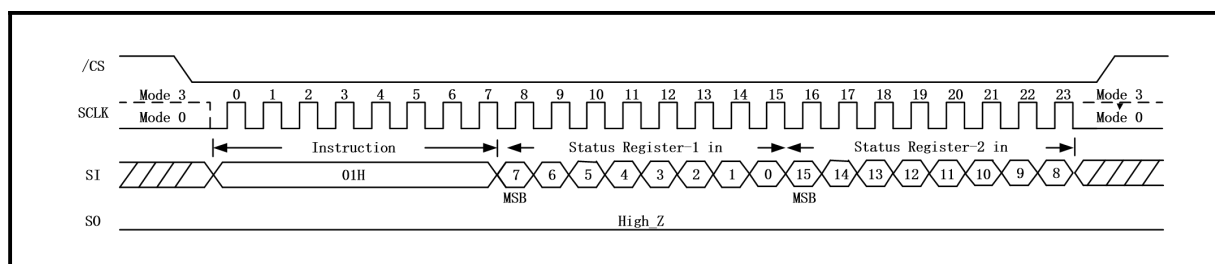 /CS
Mode 3 0 1 2 3 4 5 6 7 8 9 10 11 12 13 14 15 16 17 18 19 20 21 22 23 Mode 3
SCLK
Mode 0 Mode 0
Instruction Status Register-1 in Status Register-2 in
SI 01H 7 6 5 4 3 2 1 0 15 14 13 12 11 10 9 8
MSB MSB
SO High_Z